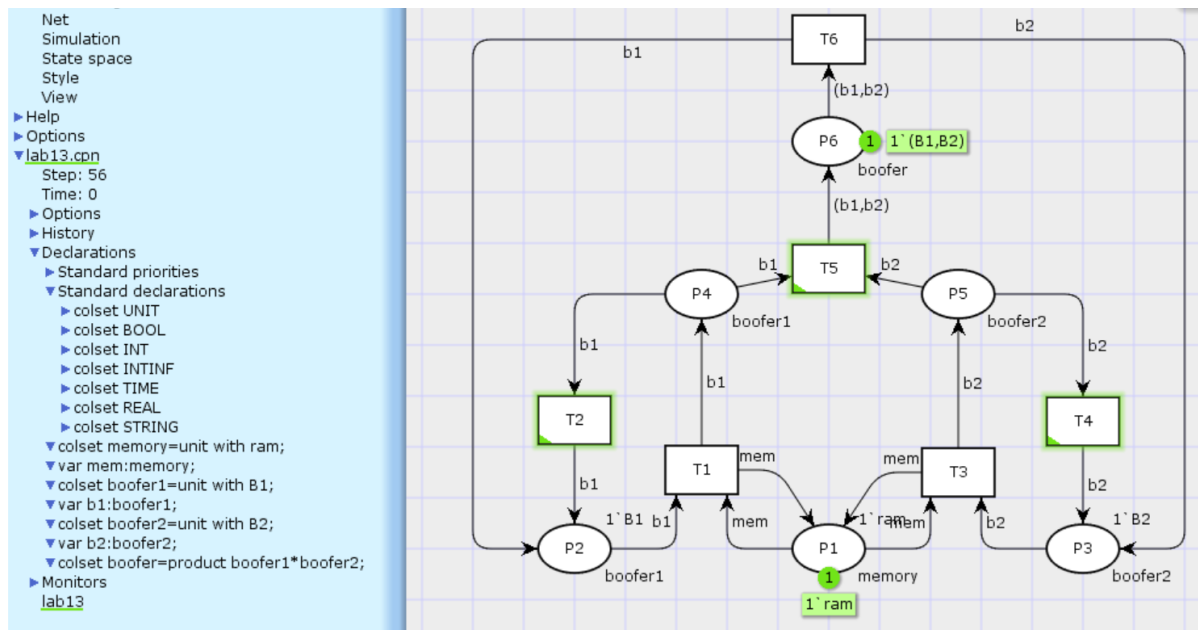 Net
Simulation
State space
Style
View
Help
Options
lab13.cpn
Step: 56
Time: 0
Options
History
Declarations
Standard priorities
Standard declarations
colset UNIT
colset BOOL
colset INT
colset INTINF
colset TIME
colset REAL
colset STRING
colset memory=unit with ram;
var mem:memory;
colset boofer1=unit with B1;
var b1:boofer1;
colset boofer2=unit with B2;
var b2:boofer2;
colset boofer=product boofer1*boofer2;
Monitors
lab13
T6
b1
b2
(b1,b2)
P6
1
1`(B1,B2)
boofer
(b1,b2)
b1
T5
b2
P4
boofer1
P5
boofer2
b1
b2
b1
b2
T2
T4
T1
mem
mem
T3
b1
b2
1`B1
b1
mem
1`ram
mem
b2
1`B2
P2
boofer1
P1
memory
P3
boofer2
1
1`ram